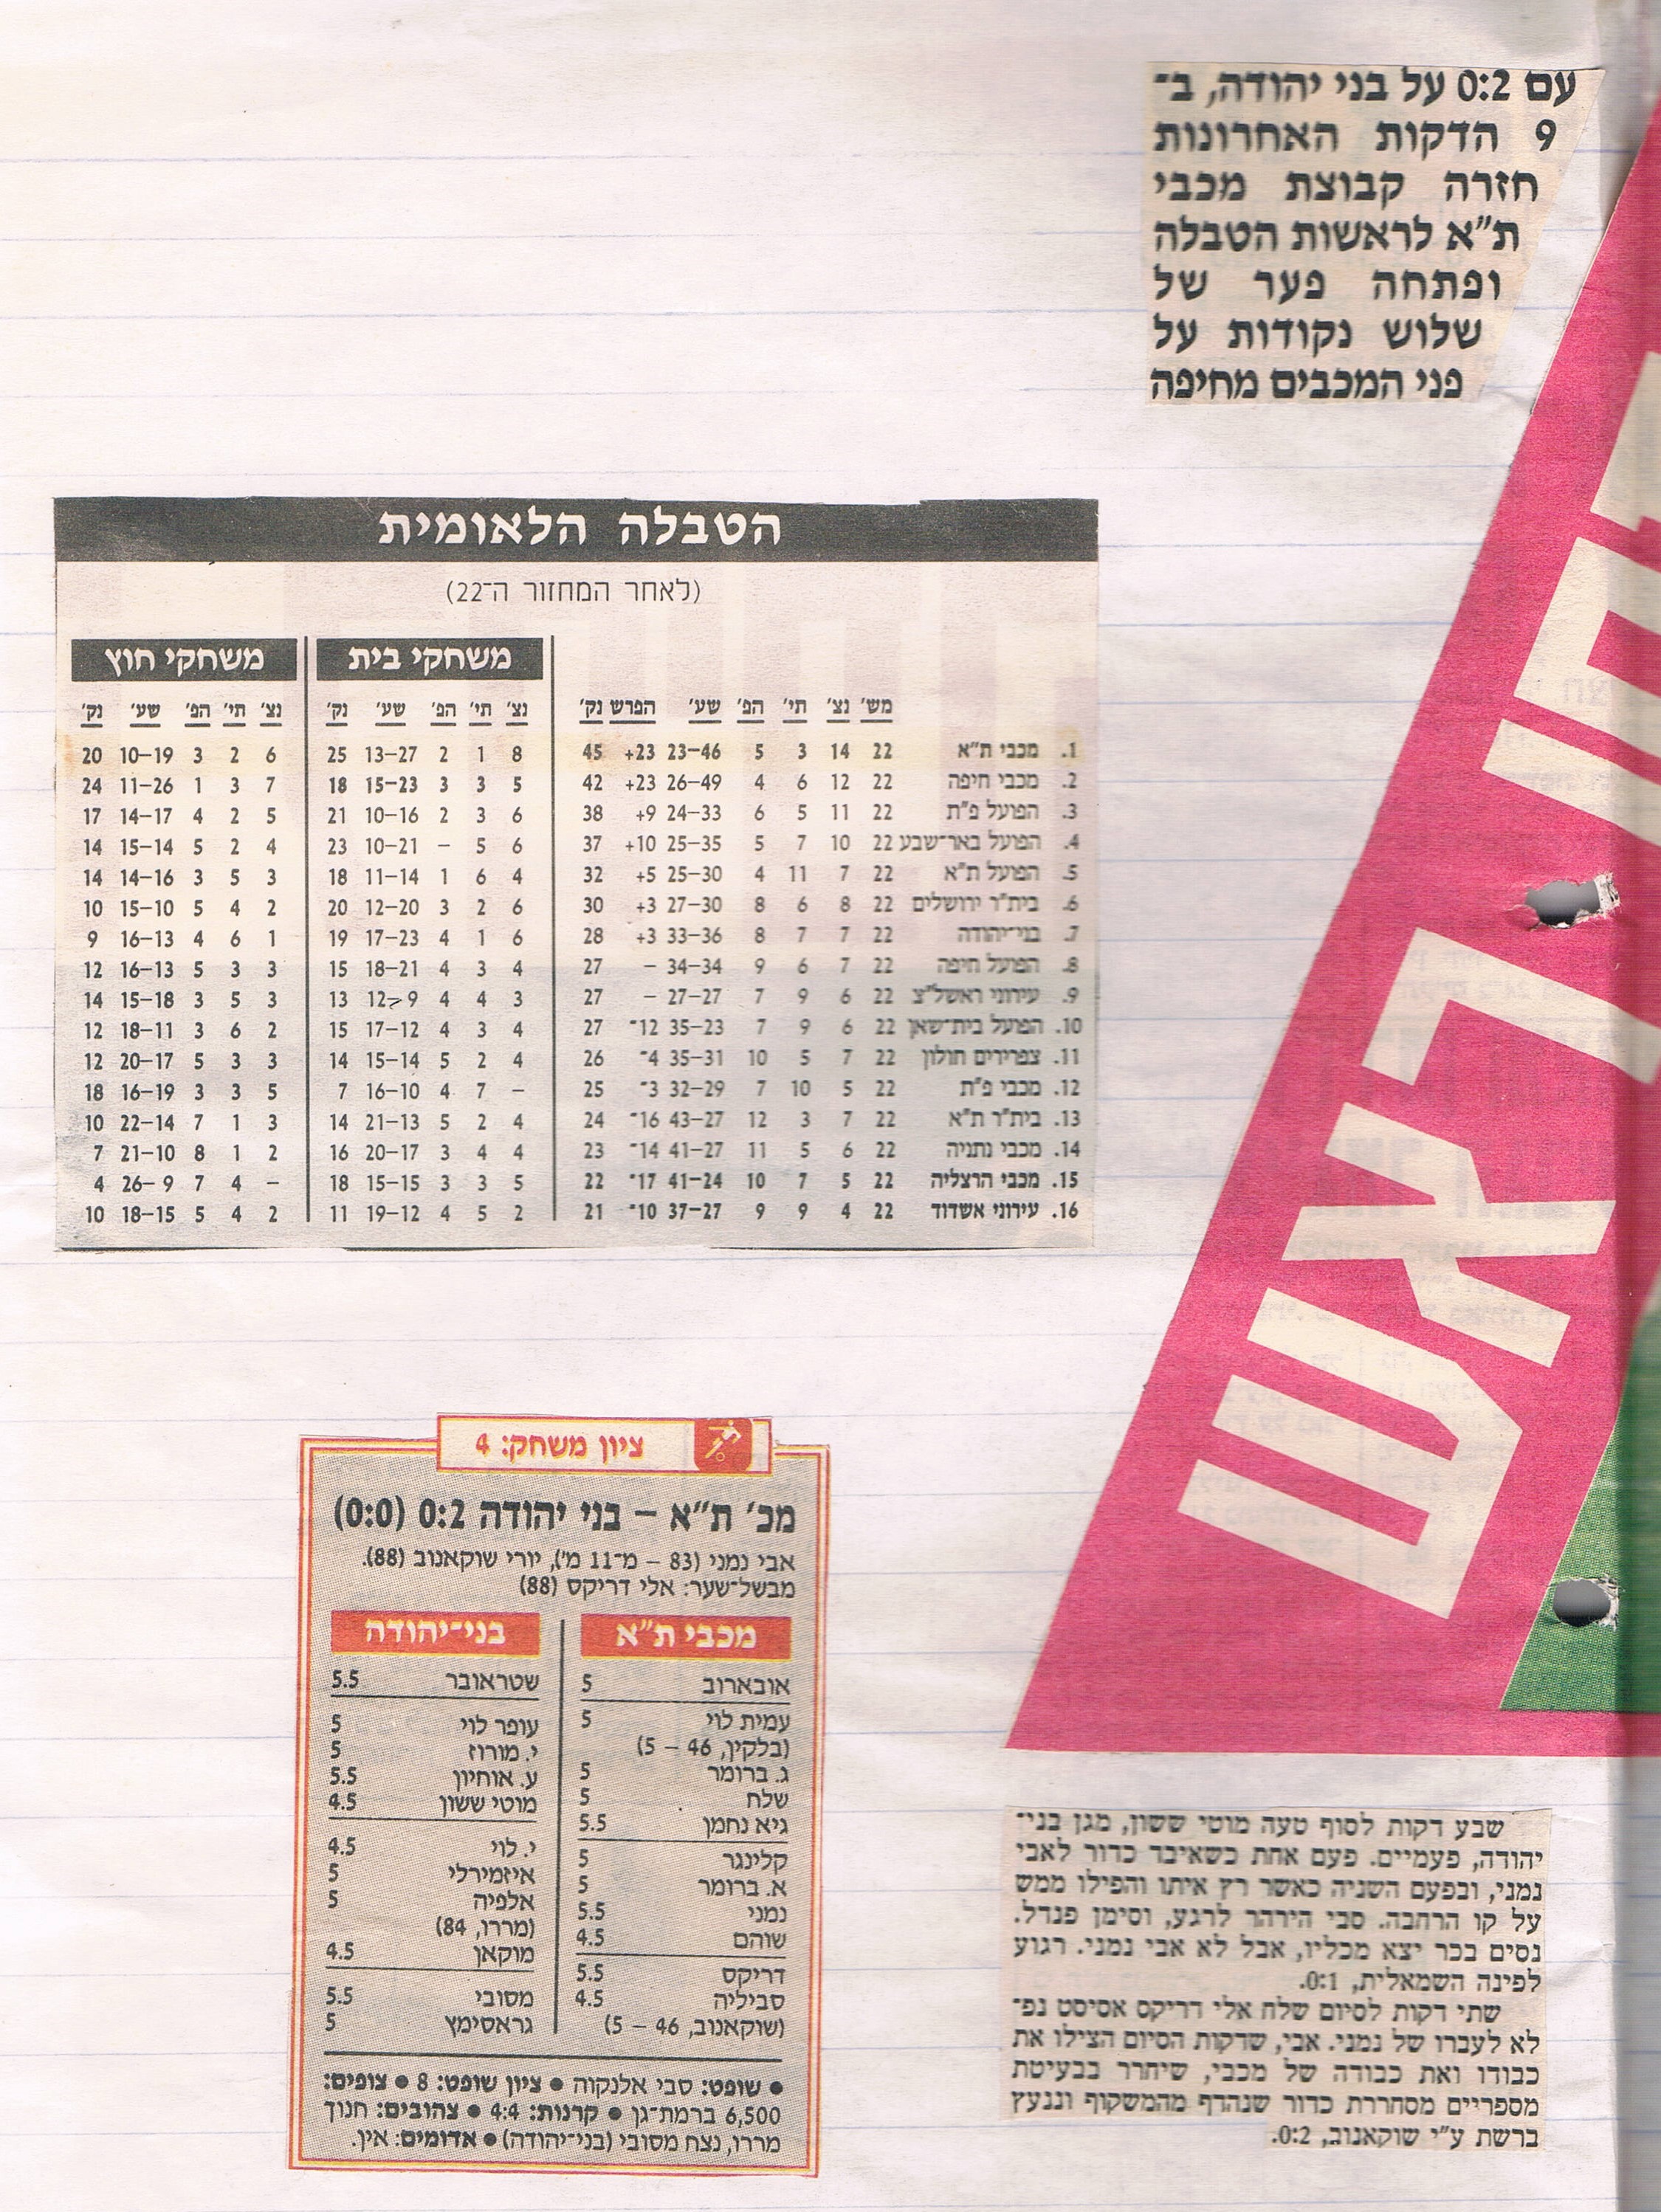 עם 0:2 על בני יהודה, ב־
9 הדקות האחרונות
חזרה קבוצת מכבי
ת"א לראשות הטבלה
ופתחה פער של
שלוש נקודות על
פני המכבים מחיפה
הטבלה הלאומית
(לאחר המחזור ה־22)
משחקי בית משחקי חוץ
מש' נצ' תי' הפ' שע' הפרש נק' נצ' תי' הפ' שע' נק' נצ' תי' הפ' שע' נק'
1. מכבי ת"א 22 14 3 5 23–46 +23 45 8 1 2 13–27 25 6 2 3 10–19 20
2. מכבי חיפה 22 12 6 4 26–49 +23 42 5 3 3 15–23 18 7 3 1 11–26 24
3. הפועל פ"ת 22 11 5 6 24–33 +9 38 6 3 2 10–16 21 5 2 4 14–17 17
4. הפועל באר־שבע 22 10 7 5 25–35 +10 37 6 5 – 10–21 23 4 2 5 15–14 14
5. הפועל ת"א 22 7 11 4 25–30 +5 32 4 6 1 11–14 18 3 5 3 14–16 14
6. בית"ר ירושלים 22 8 6 8 27–30 +3 30 6 2 3 12–20 20 2 4 5 15–10 10
7. בני־יהודה 22 7 7 8 33–36 +3 28 6 1 4 17–23 19 1 6 4 16–13 9
8. הפועל חיפה 22 7 6 9 34–34 – 27 4 3 4 18–21 15 3 3 5 16–13 12
9. עירוני ראשל"צ 22 6 9 7 27–27 – 27 3 4 4 12–9 13 3 5 3 15–18 14
10. הפועל בית־שאן 22 6 9 7 35–23 12- 27 4 3 4 17–12 15 2 6 3 18–11 12
11. צפרירים חולון 22 7 5 10 35–31 4- 26 4 2 5 15–14 14 3 3 5 20–17 12
12. מכבי פ"ת 22 5 10 7 32–29 3- 25 – 7 4 16–10 7 5 3 3 16–19 18
13. בית"ר ת"א 22 7 3 12 43–27 16- 24 4 2 5 21–13 14 3 1 7 22–14 10
14. מכבי נתניה 22 6 5 11 41–27 14- 23 4 4 3 20–17 16 2 1 8 21–10 7
15. מכבי הרצליה 22 5 7 10 41–24 17- 22 5 3 3 15–15 18 – 4 7 26–9 4
16. עירוני אשדוד 22 4 9 9 37–27 10- 21 2 5 4 19–12 11 2 4 5 18–15 10
ציון משחק: 4
מכ' ת"א – בני יהודה 0:2 (0:0)
אבי נמני (83 – מ־11 מ'), יורי שוקאנוב (88).
מבשל־שער: אלי דריקס (88)
מכבי ת"א
אובארוב 5
עמית לוי 5
(בלקין, 46 – 5)
ג. ברומר 5
שלח 5
גיא נחמן 5.5
קלינגר 5
א. ברומר 5
נמני 5.5
שוהם 4.5
דריקס 5.5
סביליה 4.5
(שוקאנוב, 46 – 5)
בני־יהודה
שטראובר 5.5
עופר לוי 5
י. מורוז 5
ע. אוחיון 5.5
מוטי ששון 4.5
י. לוי 4.5
איזמירלי 5
אלפיה 5
(מררו, 84)
מוקאן 4.5
מסובי 5.5
גראסימץ 5
● שופט: סבי אלנקוה ● ציון שופט: 8 ● צופים:
6,500 ברמת־גן ● קרנות: 4:4 ● צהובים: חנוך
מררו, נצח מסובי (בני־יהודה) ● אדומים: אין.
שבע דקות לסוף טעה מוטי ששון, מגן בני־
יהודה, פעמיים. פעם אחת כשאיבד כדור לאבי
נמני, ובפעם השניה כאשר רץ איתו והפילו ממש
על קו הרחבה. סבי הירהר לרגע, וסימן פנדל.
נסים בכר יצא מכליו, אבל לא אבי נמני. רגוע
לפינה השמאלית, 0:1.
שתי דקות לסיום שלח אלי דריקס אסיסט נפ־
לא לעברו של נמני. אבי, שדקות הסיום הצילו את
כבודו ואת כבודה של מכבי, שיחרר בבעיטת
מספריים מסחררת כדור שנהדף מהמשקוף וננעץ
ברשת ע"י שוקאנוב, 0:2.